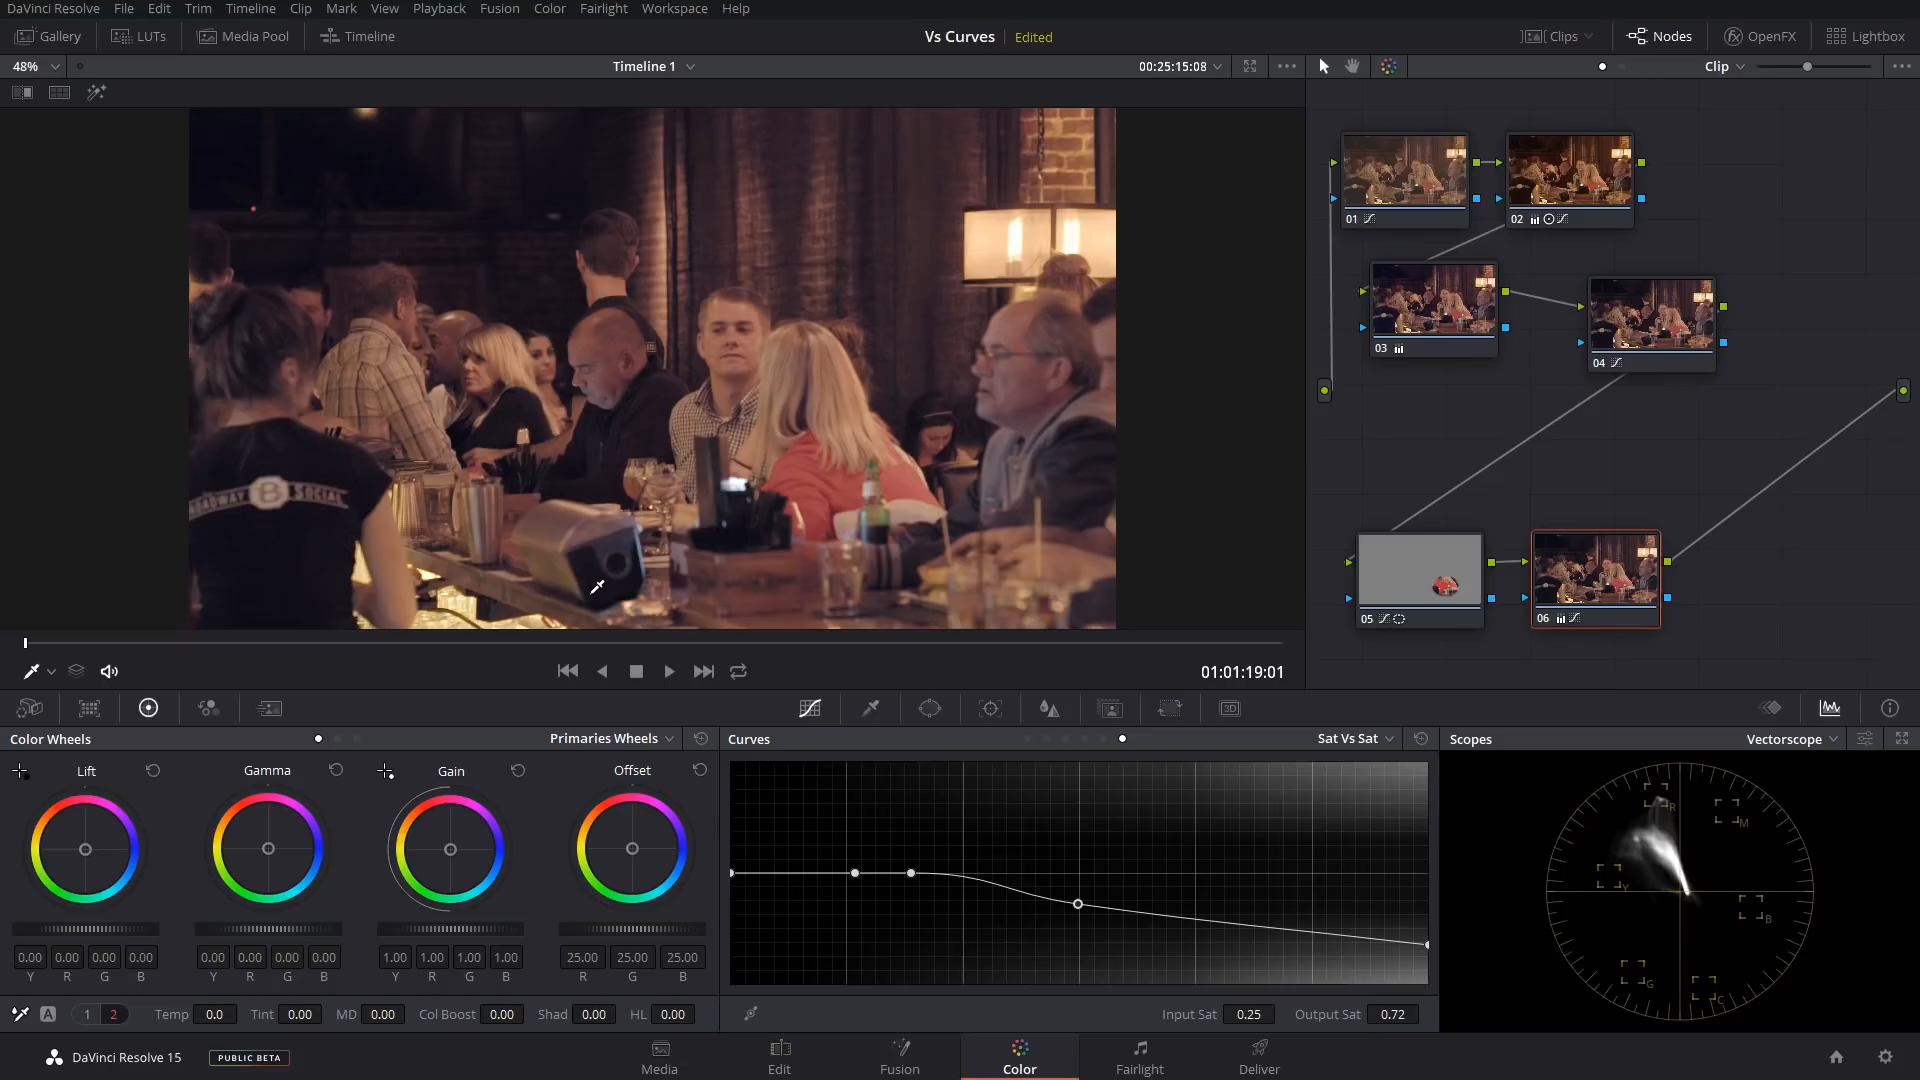 DaVinci Resolve File Edit Trim Timeline Clip Mark View Playback Fusion Color Fairlight Workspace Help
Gallery LUTs Media Pool Timeline Vs Curves Edited Clips Nodes fx OpenFX Lightbox
48% Timeline 1 00:25:15:08 Clip
01 02
03 04
B
SOCIAL
05 06
01:01:19:01
3D
Color Wheels Primaries Wheels Curves Sat Vs Sat Scopes Vectorscope
Lift Gamma Gain Offset
R M
Y B
G C
0.00 0.00 0.00 0.00 0.00 0.00 0.00 0.00 1.00 1.00 1.00 1.00 25.00 25.00 25.00
Y R G B Y R G B Y R G B R G B
A 1 2 Temp 0.0 Tint 0.00 MD 0.00 Col Boost 0.00 Shad 0.00 HL 0.00 Input Sat 0.25 Output Sat 0.72
DaVinci Resolve 15 PUBLIC BETA Media Edit Fusion Color Fairlight Deliver